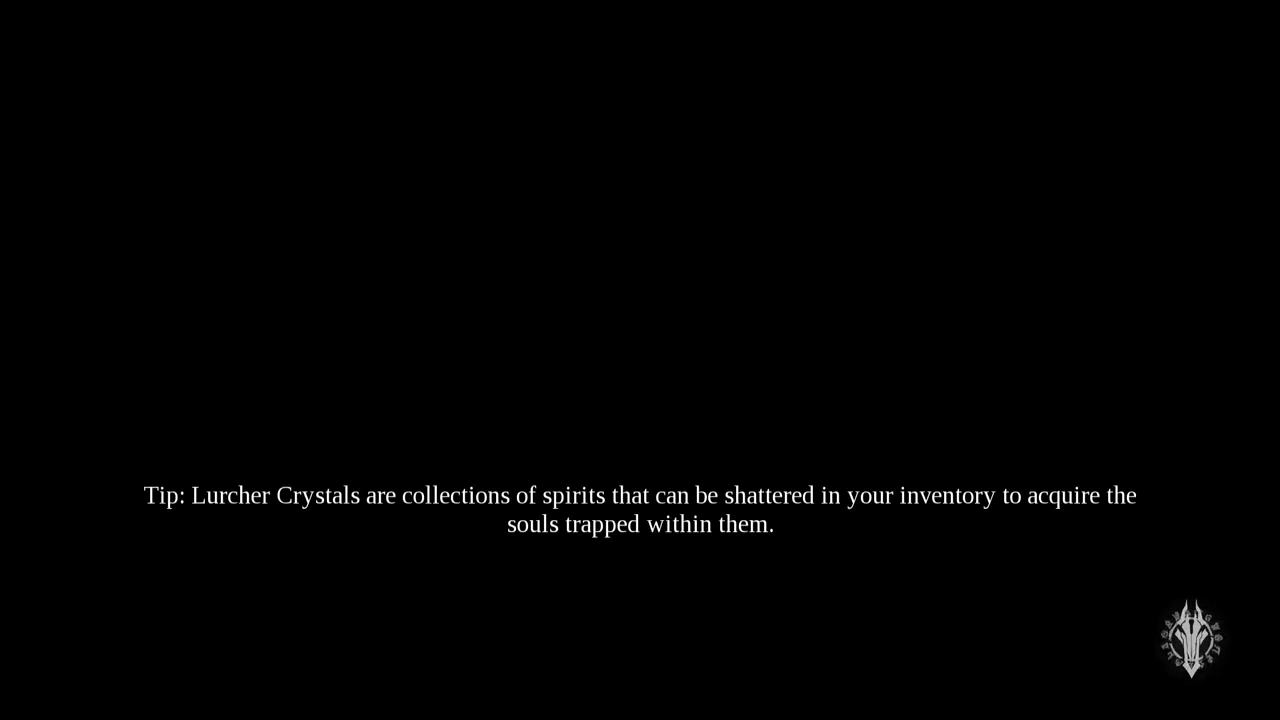 Tip: Lurcher Crystals are collections of spirits that can be shattered in your inventory to acquire the
souls trapped within them.